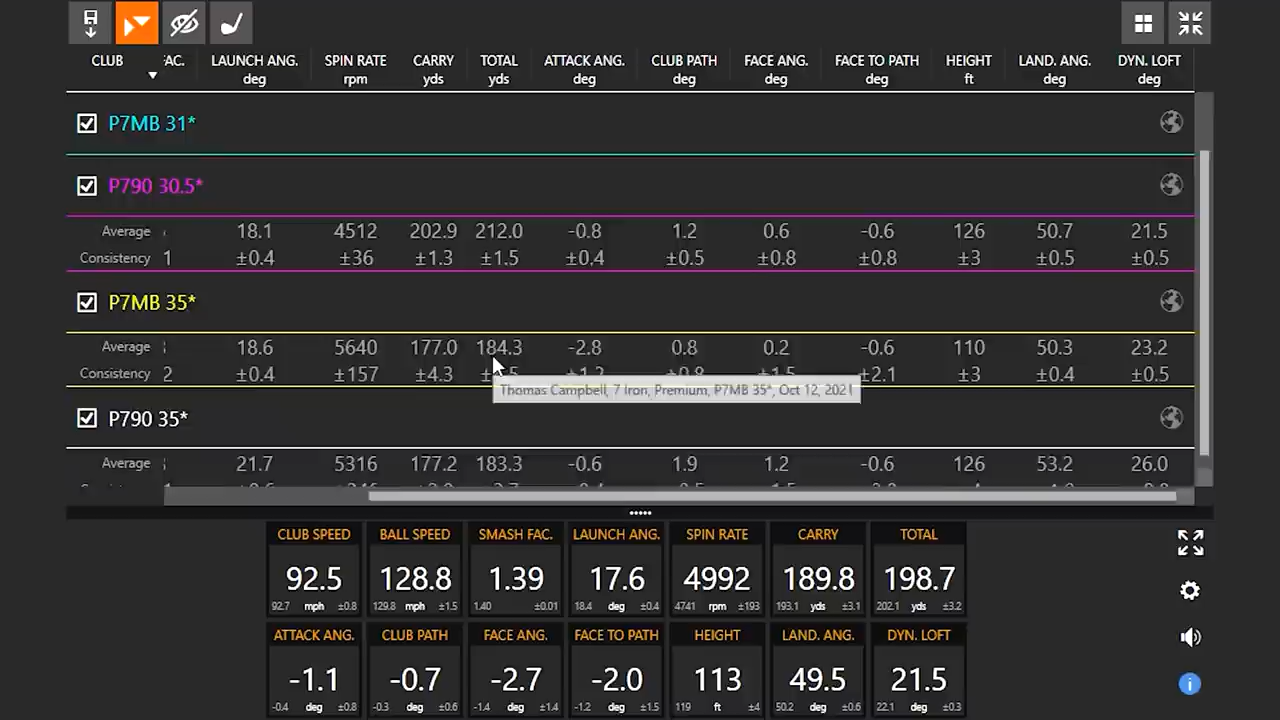 CLUB FAC. LAUNCH ANG. SPIN RATE CARRY TOTAL ATTACK ANG. CLUB PATH FACE ANG. FACE TO PATH HEIGHT LAND. ANG. DYN. LOFT
deg rpm yds yds deg deg deg deg ft deg deg
P7MB 31*
P790 30.5*
Average 18.1 4512 202.9 212.0 -0.8 1.2 0.6 -0.6 126 50.7 21.5
Consistency 1 ±0.4 ±36 ±1.3 ±1.5 ±0.4 ±0.5 ±0.8 ±0.8 ±3 ±0.5 ±0.5
P7MB 35*
Average 18.6 5640 177.0 184.3 -2.8 0.8 0.2 -0.6 110 50.3 23.2
Consistency 2 ±0.4 ±157 ±4.3 ±2.1 ±3 ±0.4 ±0.5
Thomas Campbell, 7 Iron, Premium, P7MB 35*, Oct 12, 2021
P790 35*
Average 21.7 5316 177.2 183.3 -0.6 1.9 1.2 -0.6 126 53.2 26.0
CLUB SPEED BALL SPEED SMASH FAC. LAUNCH ANG. SPIN RATE CARRY TOTAL
92.5 128.8 1.39 17.6 4992 189.8 198.7
92.7 mph ±0.8 129.8 mph ±1.5 1.40 ±0.01 18.4 deg ±0.4 4741 rpm ±193 193.1 yds ±3.1 202.1 yds ±3.2
ATTACK ANG. CLUB PATH FACE ANG. FACE TO PATH HEIGHT LAND. ANG. DYN. LOFT
-1.1 -0.7 -2.7 -2.0 113 49.5 21.5
-0.4 deg ±0.8 -0.3 deg ±0.6 -1.4 deg ±1.4 -1.2 deg ±1.5 119 ft ±4 50.2 deg ±0.6 22.1 deg ±0.3